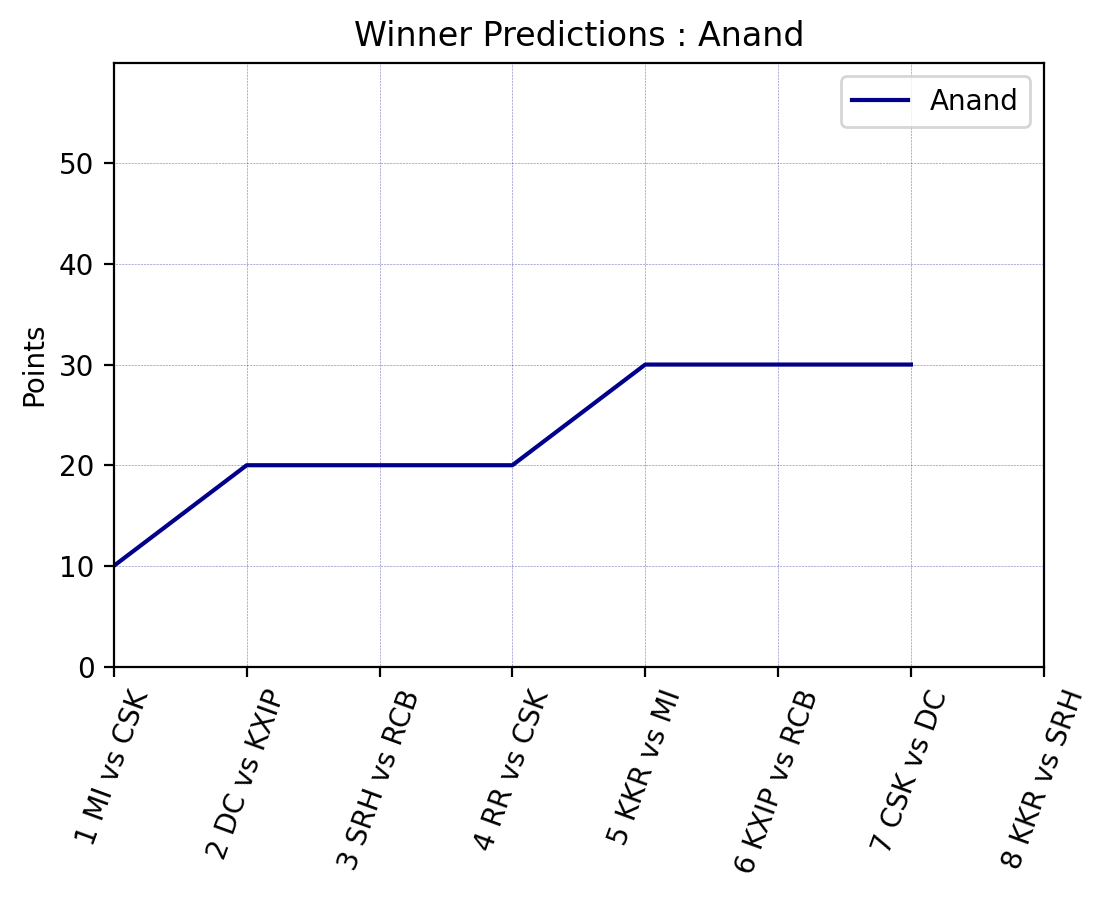 Winner Predictions : Anand
Anand
Points
50
40
30
20
10
0
1 MI vs CSK
2 DC vs KXIP
3 SRH vs RCB
4 RR vs CSK
5 KKR vs MI
6 KXIP vs RCB
7 CSK vs DC
8 KKR vs SRH